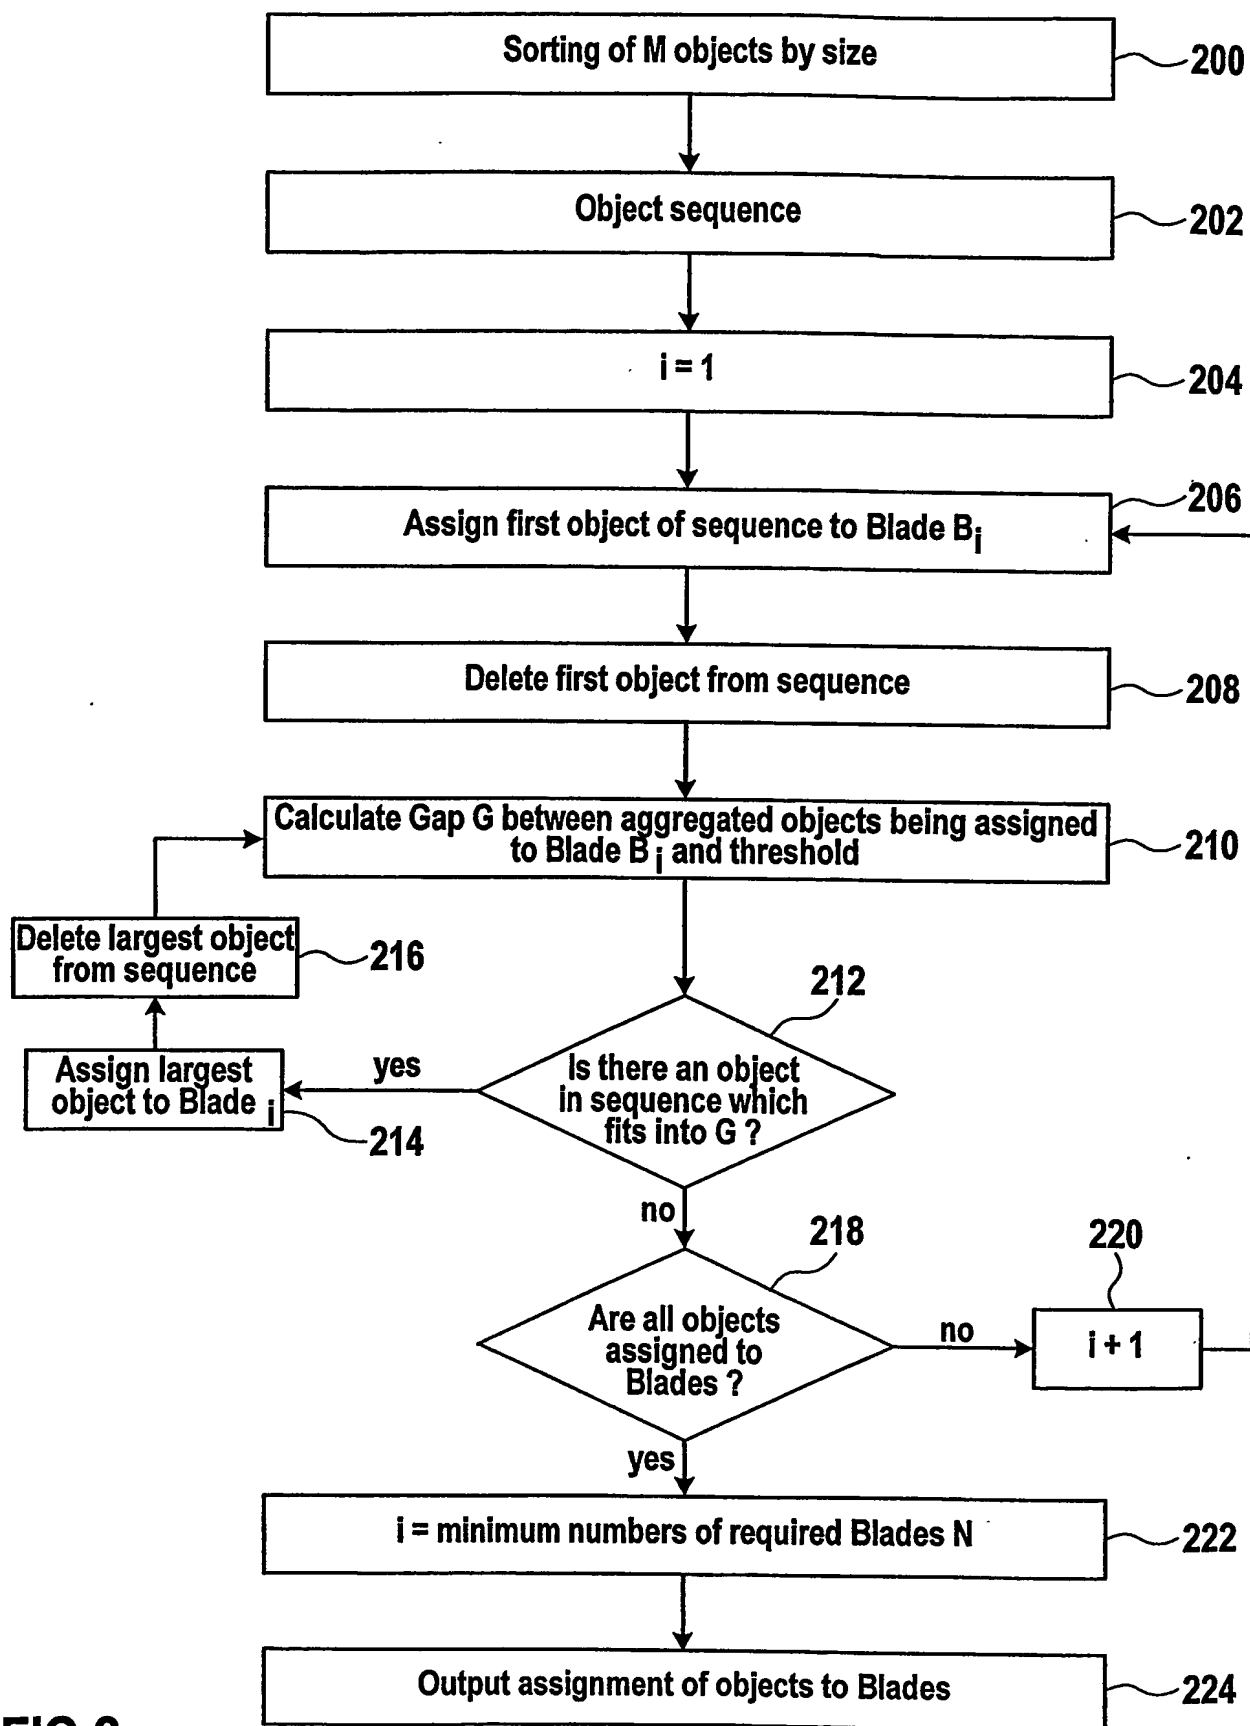 Sorting of M objects by size
200
Object sequence
202
i = 1
204
206
Assign first object of sequence to Blade Bi
Delete first object from sequence
208
Calculate Gap G between aggregated objects being assigned
to Blade Bi and threshold
210
Delete largest object
from sequence
216
212
Is there an object
in sequence which
fits into G ?
yes
Assign largest
object to Blade i
214
no
218
220
Are all objects
assigned to
Blades ?
no
i + 1
yes
i = minimum numbers of required Blades N
222
Output assignment of objects to Blades
224